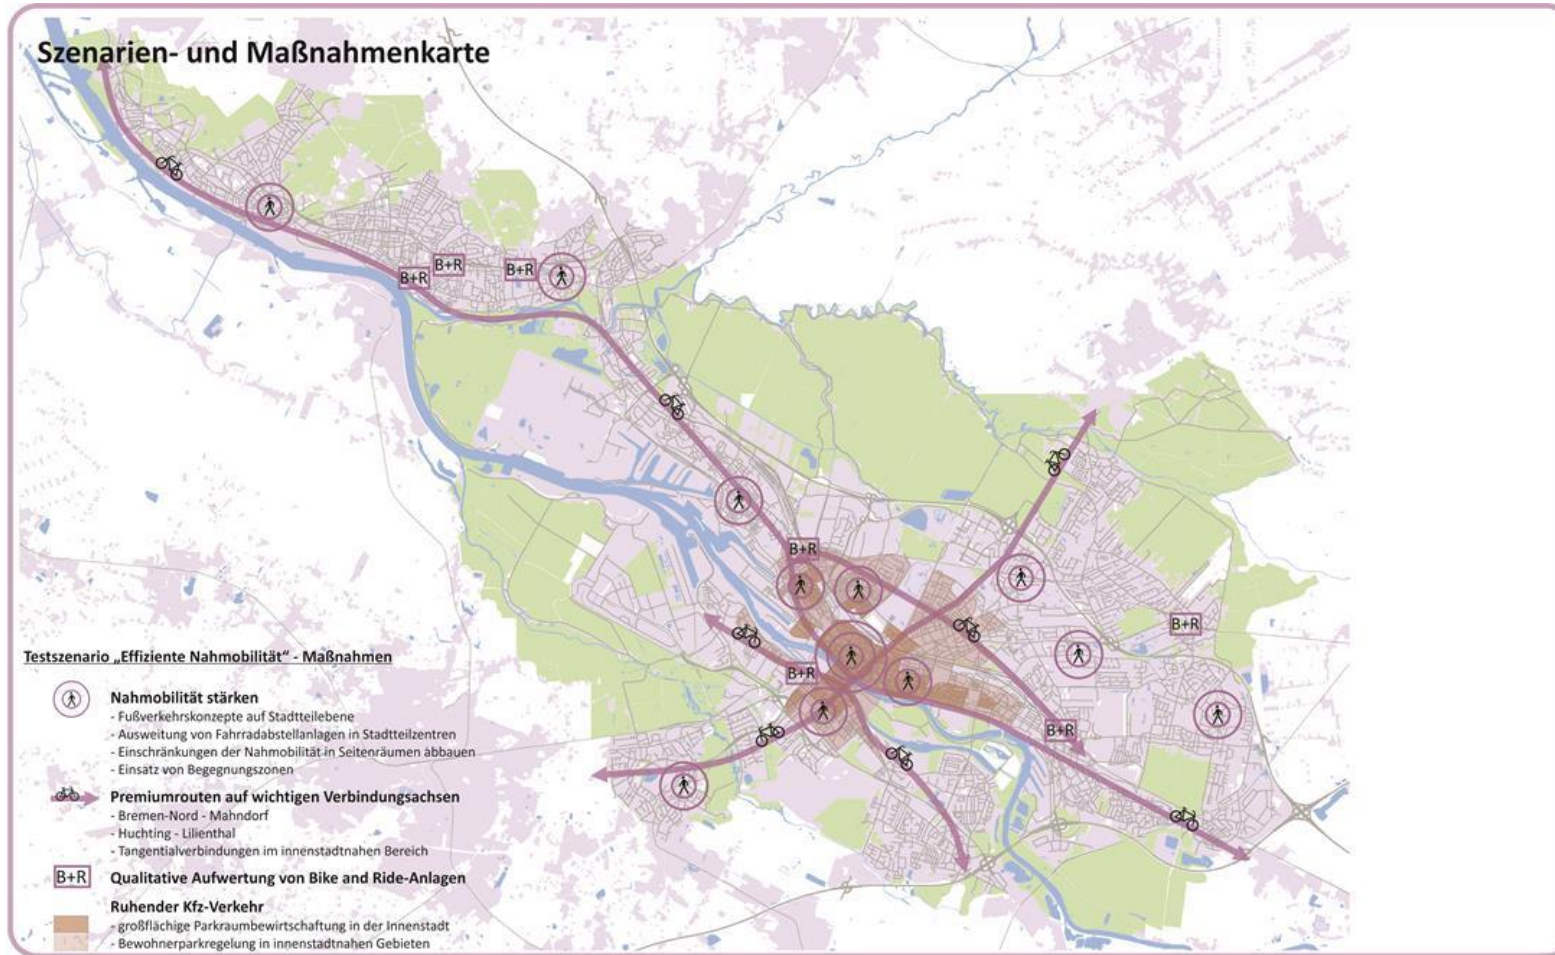 Szenarien- und Maßnahmenkarte
B+R
B+R
B+R
B+R
B+R
B+R
B+R
Testszenario „Effiziente Nahmobilität“ - Maßnahmen
Nahmobilität stärken
- Fußverkehrskonzepte auf Stadtteilebene
- Ausweitung von Fahrradabstellanlagen in Stadtteilzentren
- Einschränkungen der Nahmobilität in Seitenräumen abbauen
- Einsatz von Begegnungszonen
Premiumrouten auf wichtigen Verbindungsachsen
- Bremen-Nord - Mahndorf
- Huchting - Lilienthal
- Tangentialverbindungen im innenstadtnahen Bereich
B+R Qualitative Aufwertung von Bike and Ride-Anlagen
Ruhender Kfz-Verkehr
- großflächige Parkraumbewirtschaftung in der Innenstadt
- Bewohnerparkregelung in innenstadtnahen Gebieten